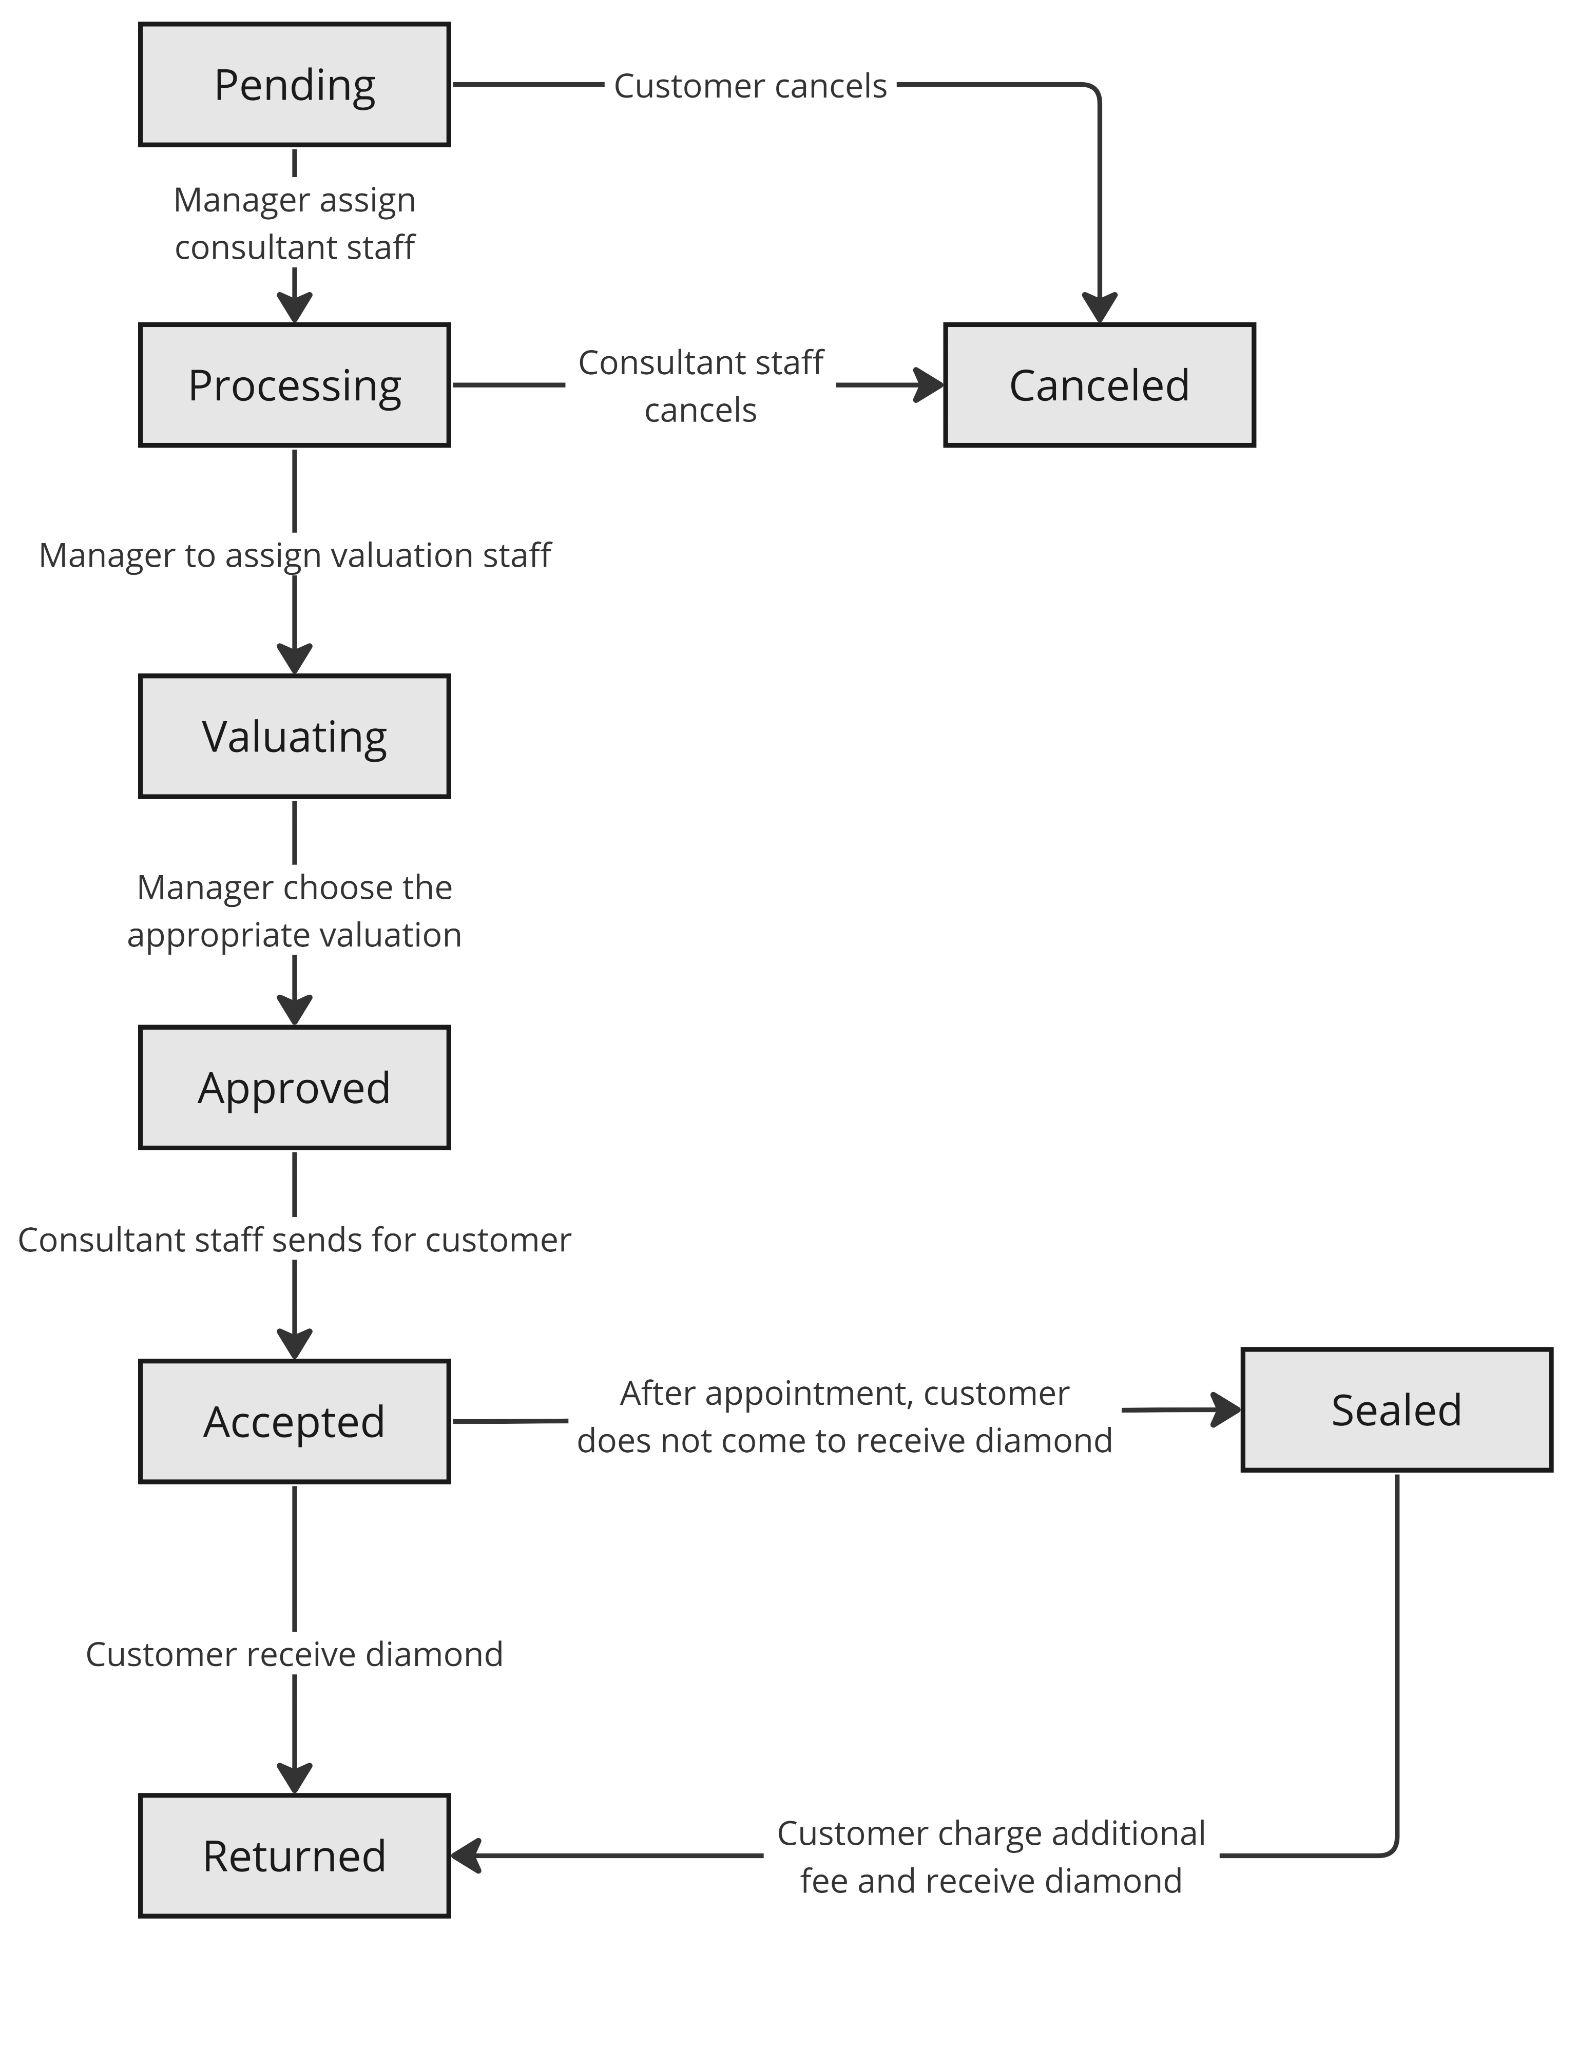 Pending
Customer cancels
Manager assign
consultant staff
Processing
Consultant staff
cancels
Canceled
Manager to assign valuation staff
Valuating
Manager choose the
appropriate valuation
Approved
Consultant staff sends for customer
Accepted
After appointment, customer
does not come to receive diamond
Sealed
Customer receive diamond
Returned
Customer charge additional
fee and receive diamond